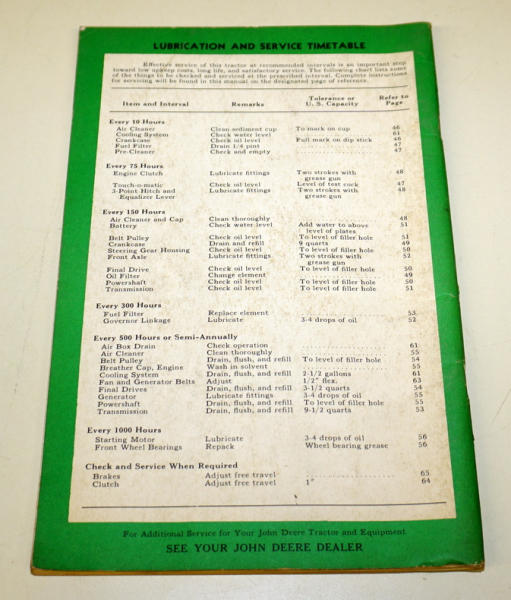 LUBRICATION AND SERVICE TIMETABLE
Effective service of this tractor at recommended intervals is an important step
toward low upkeep costs, long life, and satisfactory service. The following chart lists some
of the things to be checked and serviced at the prescribed interval. Complete instructions
for servicing will be found in this manual on the designated page of reference.
Item and Interval Remarks Tolerance or U. S. Capacity Refer to Page
Every 10 Hours
Air Cleaner Clean sediment cup To mark on cup 46
Cooling System Check water level 61
Crankcase Check oil level Full mark on dip stick 46
Fuel Filter Drain 1/4 pint 47
Pre-Cleaner Check and empty 47
Every 75 Hours
Engine Clutch Lubricate fittings Two strokes with 48
grease gun
Touch-o-matic Check oil level Level of test cock 47
3-Point Hitch and Lubricate fittings Two strokes with 48
Equalizer Lever grease gun
Every 150 Hours
Air Cleaner and Cap Clean thoroughly 48
Battery Check water level Add water to above 51
level of plates
Belt Pulley Check oil level To level of filler hole 51
Crankcase Drain and refill 9 quarts 49
Steering Gear Housing Check oil level To level of filler hole 50
Front Axle Lubricate fittings Two strokes with 52
grease gun
Final Drive Check oil level To level of filler hole 50
Oil Filter Change element 49
Powershaft Check oil level To level of filler hole 50
Transmission Check oil level To level of filler hole 51
Every 300 Hours
Fuel Filter Replace element 53
Governor Linkage Lubricate 3-4 drops of oil 52
Every 500 Hours or Semi-Annually
Air Box Drain Check operation 61
Air Cleaner Clean thoroughly 55
Belt Pulley Drain, flush, and refill To level of filler hole 54
Breather Cap, Engine Wash in solvent 55
Cooling System Drain, flush, and refill 2-1/2 gallons 61
Fan and Generator Belts Adjust 1/2" flex. 63
Final Drives Drain, flush, and refill 3-1/2 quarts 54
Generator Lubricate fittings 3-4 drops of oil 55
Powershaft Drain, flush, and refill To level of filler hole 55
Transmission Drain, flush, and refill 9-1/2 quarts 53
Every 1000 Hours
Starting Motor Lubricate 3-4 drops of oil 56
Front Wheel Bearings Repack Wheel bearing grease 56
Check and Service When Required
Brakes Adjust free travel 65
Clutch Adjust free travel 1" 64
For Additional Service for Your John Deere Tractor and Equipment
SEE YOUR JOHN DEERE DEALER